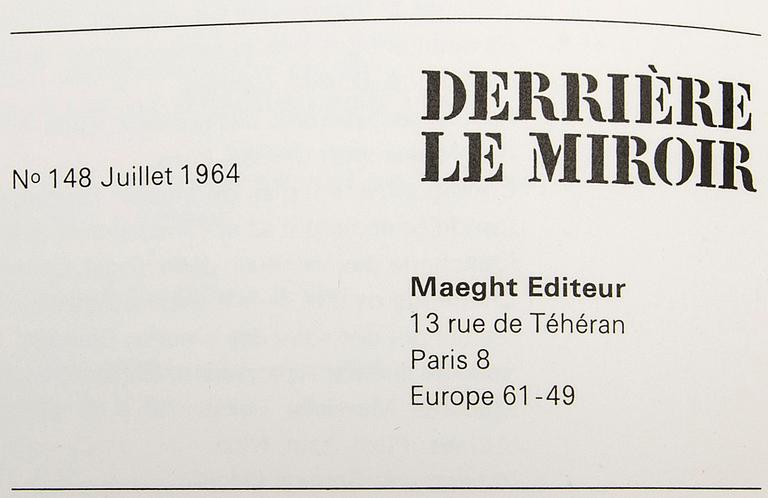 DERRIÈRE
LE MIROIR
No 148 Juillet 1964
Maeght Editeur
13 rue de Téhéran
Paris 8
Europe 61-49